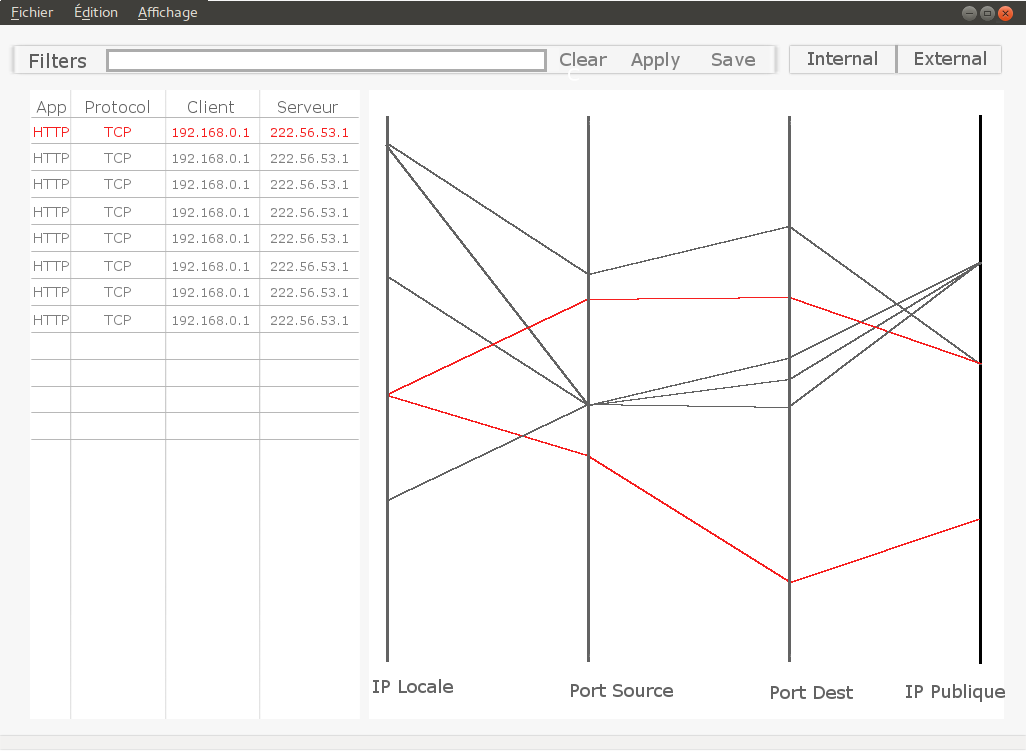 Fichier Édition Affichage
Filters Clear Apply Save Internal External
App Protocol Client Serveur
HTTP TCP 192.168.0.1 222.56.53.1
HTTP TCP 192.168.0.1 222.56.53.1
HTTP TCP 192.168.0.1 222.56.53.1
HTTP TCP 192.168.0.1 222.56.53.1
HTTP TCP 192.168.0.1 222.56.53.1
HTTP TCP 192.168.0.1 222.56.53.1
HTTP TCP 192.168.0.1 222.56.53.1
HTTP TCP 192.168.0.1 222.56.53.1
IP Locale Port Source Port Dest IP Publique